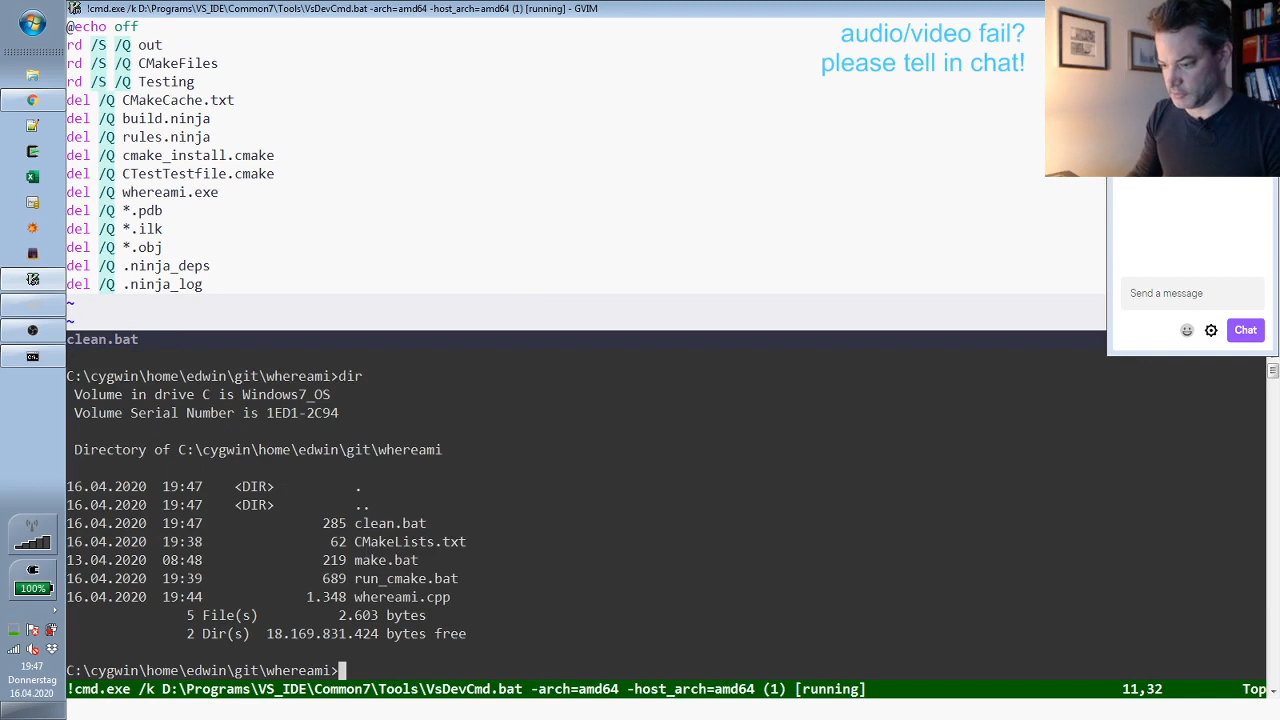 !cmd.exe /k D:\Programs\VS_IDE\Common7\Tools\VsDevCmd.bat -arch=amd64 -host_arch=amd64 (1) [running] - GVIM
@echo off
rd /S /Q out
rd /S /Q CMakeFiles
rd /S /Q Testing
del /Q CMakeCache.txt
del /Q build.ninja
del /Q rules.ninja
del /Q cmake_install.cmake
del /Q CTestTestfile.cmake
del /Q whereami.exe
del /Q *.pdb
del /Q *.ilk
del /Q *.obj
del /Q .ninja_deps
del /Q .ninja_log
~
~
clean.bat
audio/video fail?
please tell in chat!
Send a message
Chat
C:\cygwin\home\edwin\git\whereami>dir
Volume in drive C is Windows7_OS
Volume Serial Number is 1ED1-2C94
Directory of C:\cygwin\home\edwin\git\whereami
16.04.2020 19:47 <DIR> .
16.04.2020 19:47 <DIR> ..
16.04.2020 19:47 285 clean.bat
16.04.2020 19:38 62 CMakeLists.txt
13.04.2020 08:48 219 make.bat
16.04.2020 19:39 689 run_cmake.bat
16.04.2020 19:44 1.348 whereami.cpp
5 File(s) 2.603 bytes
2 Dir(s) 18.169.831.424 bytes free
C:\cygwin\home\edwin\git\whereami>
!cmd.exe /k D:\Programs\VS_IDE\Common7\Tools\VsDevCmd.bat -arch=amd64 -host_arch=amd64 (1) [running] 11,32 Top
100%
19:47
Donnerstag
16.04.2020